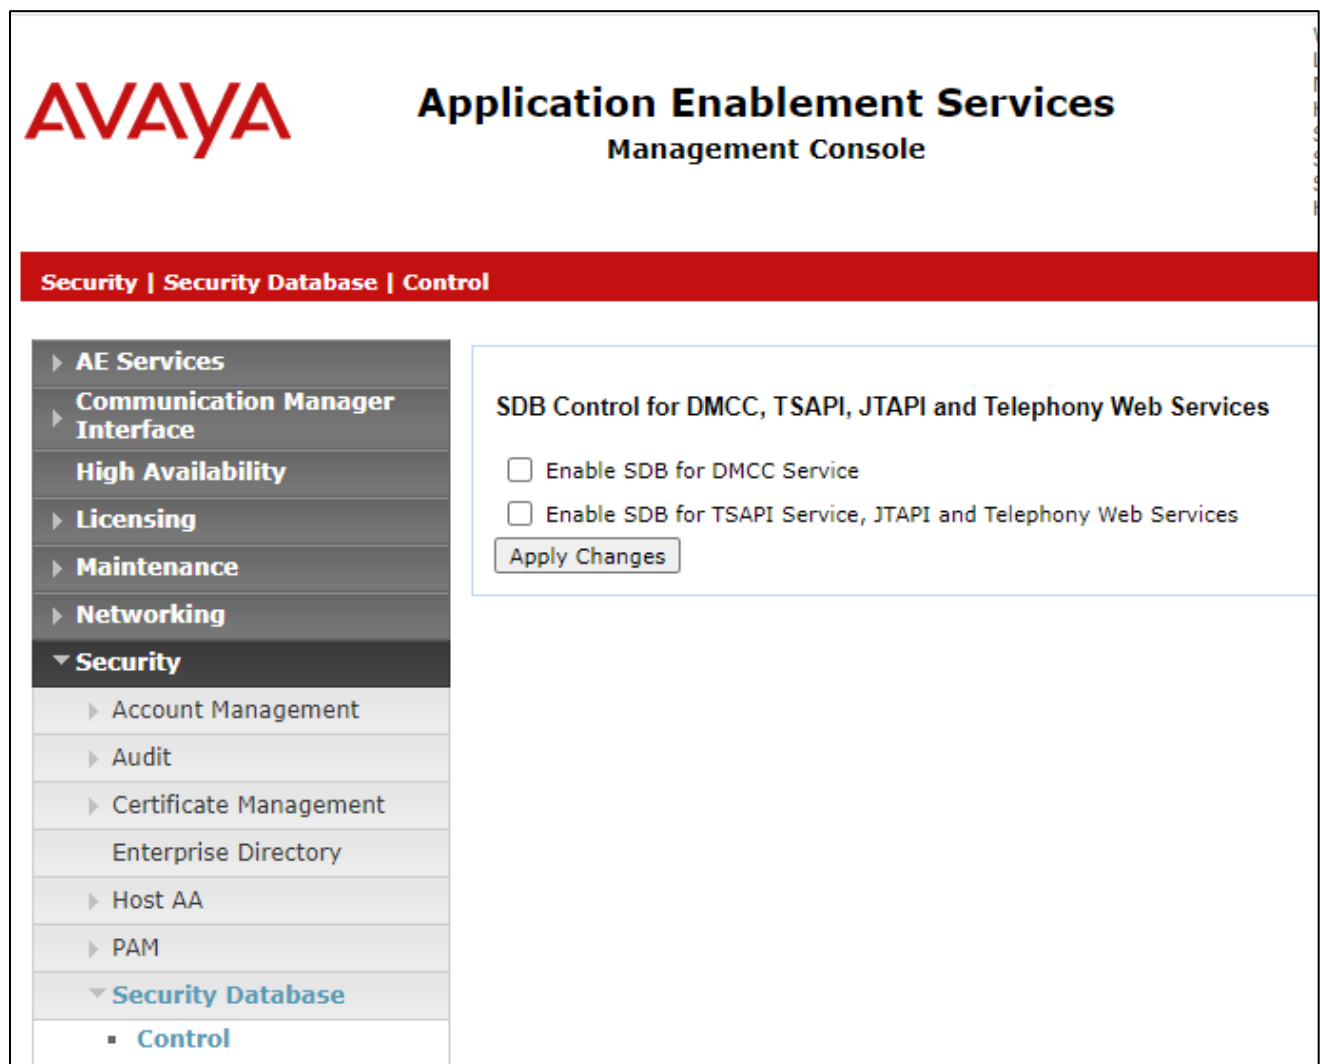 AVAYA
Application Enablement Services
Management Console
Security | Security Database | Control
AE Services
Communication Manager
Interface
High Availability
Licensing
Maintenance
Networking
Security
Account Management
Audit
Certificate Management
Enterprise Directory
Host AA
PAM
Security Database
Control
SDB Control for DMCC, TSAPI, JTAPI and Telephony Web Services
Enable SDB for DMCC Service
Enable SDB for TSAPI Service, JTAPI and Telephony Web Services
Apply Changes